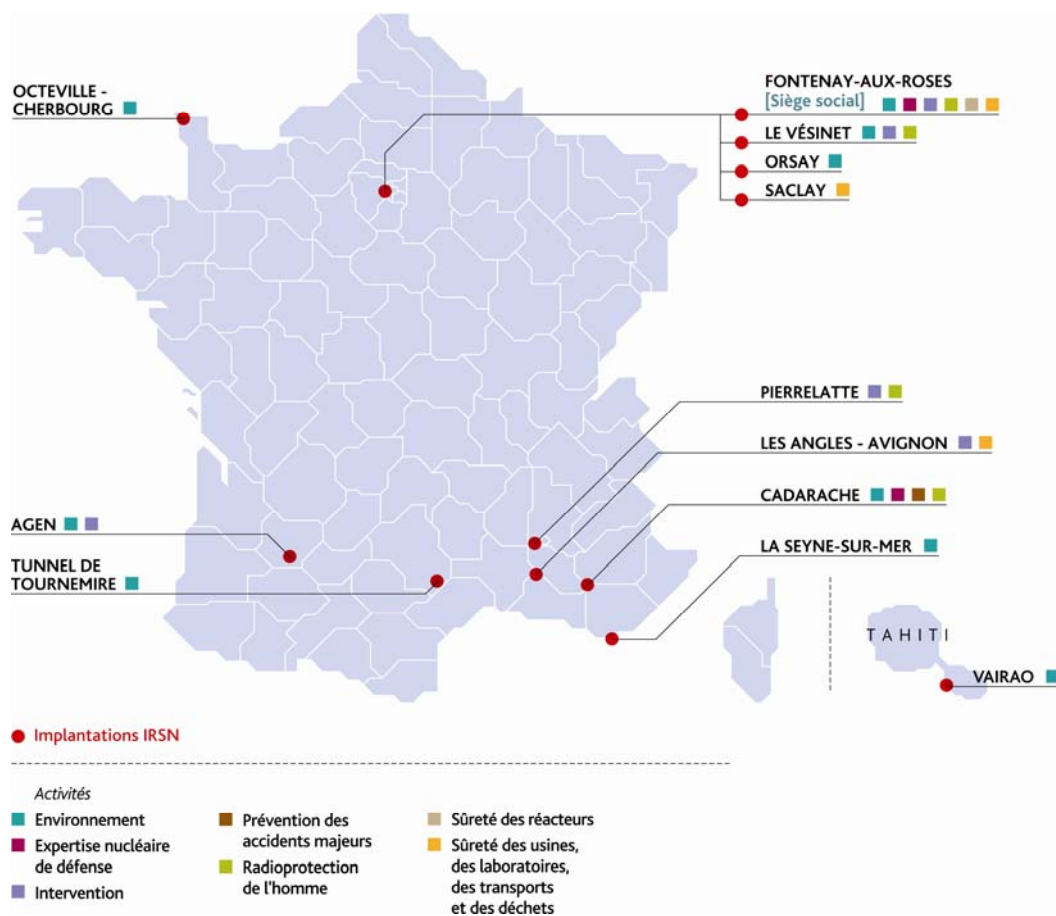 OCTEVILLE -
CHERBOURG
FONTENAY-AUX-ROSES
[Siège social]
LE VÉSINET
ORSAY
SACLAY
PIERRELATTE
LES ANGLES - AVIGNON
CADARACHE
LA SEYNE-SUR-MER
AGEN
TUNNEL DE
TOURNEMIRE
TAHITI
VAIRAO
Implantations IRSN
Activités
Environnement
Expertise nucléaire
de défense
Intervention
Prévention des
accidents majeurs
Radioprotection
de l'homme
Sûreté des réacteurs
Sûreté des usines,
des laboratoires,
des transports
et des déchets